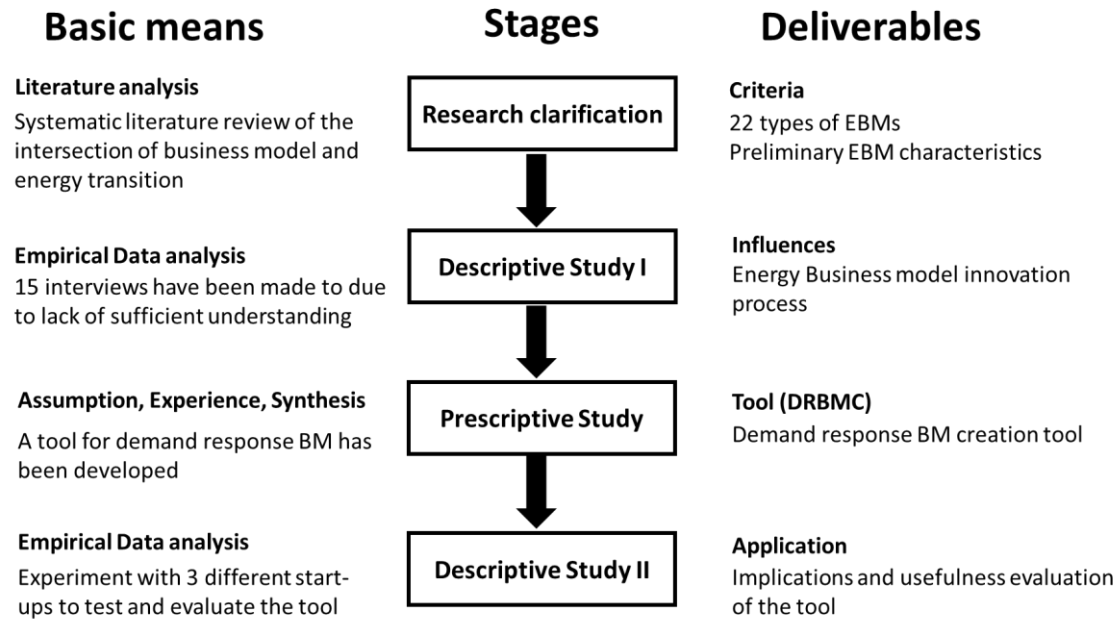 Basic means
Stages
Deliverables
Literature analysis
Systematic literature review of the
intersection of business model and
energy transition
Research clarification
Criteria
22 types of EBMs
Preliminary EBM characteristics
Empirical Data analysis
15 interviews have been made to due
to lack of sufficient understanding
Descriptive Study I
Influences
Energy Business model innovation
process
Assumption, Experience, Synthesis
A tool for demand response BM has
been developed
Prescriptive Study
Tool (DRBMC)
Demand response BM creation tool
Empirical Data analysis
Experiment with 3 different start-
ups to test and evaluate the tool
Descriptive Study II
Application
Implications and usefulness evaluation
of the tool